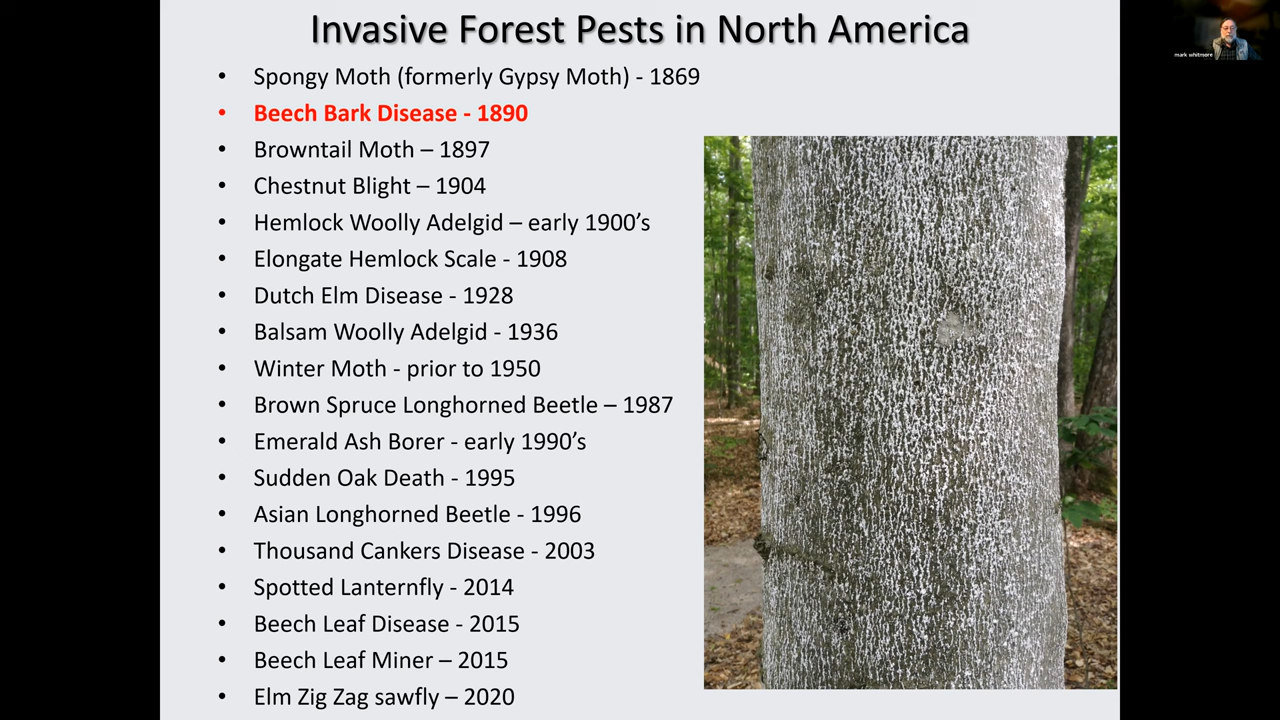 Invasive Forest Pests in North America
• Spongy Moth (formerly Gypsy Moth) - 1869
• Beech Bark Disease - 1890
• Browntail Moth – 1897
• Chestnut Blight – 1904
• Hemlock Woolly Adelgid – early 1900’s
• Elongate Hemlock Scale - 1908
• Dutch Elm Disease - 1928
• Balsam Woolly Adelgid - 1936
• Winter Moth - prior to 1950
• Brown Spruce Longhorned Beetle – 1987
• Emerald Ash Borer - early 1990’s
• Sudden Oak Death - 1995
• Asian Longhorned Beetle - 1996
• Thousand Cankers Disease - 2003
• Spotted Lanternfly - 2014
• Beech Leaf Disease - 2015
• Beech Leaf Miner – 2015
• Elm Zig Zag sawfly – 2020
mark whitmore